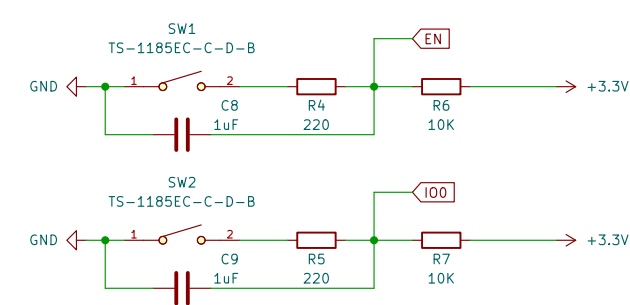 SW1
TS-1185EC-C-D-B
EN
GND
1
2
+3.3V
C8
R4
R6
1uF
220
10K
SW2
TS-1185EC-C-D-B
IO0
GND
1
2
+3.3V
C9
R5
R7
1uF
220
10K